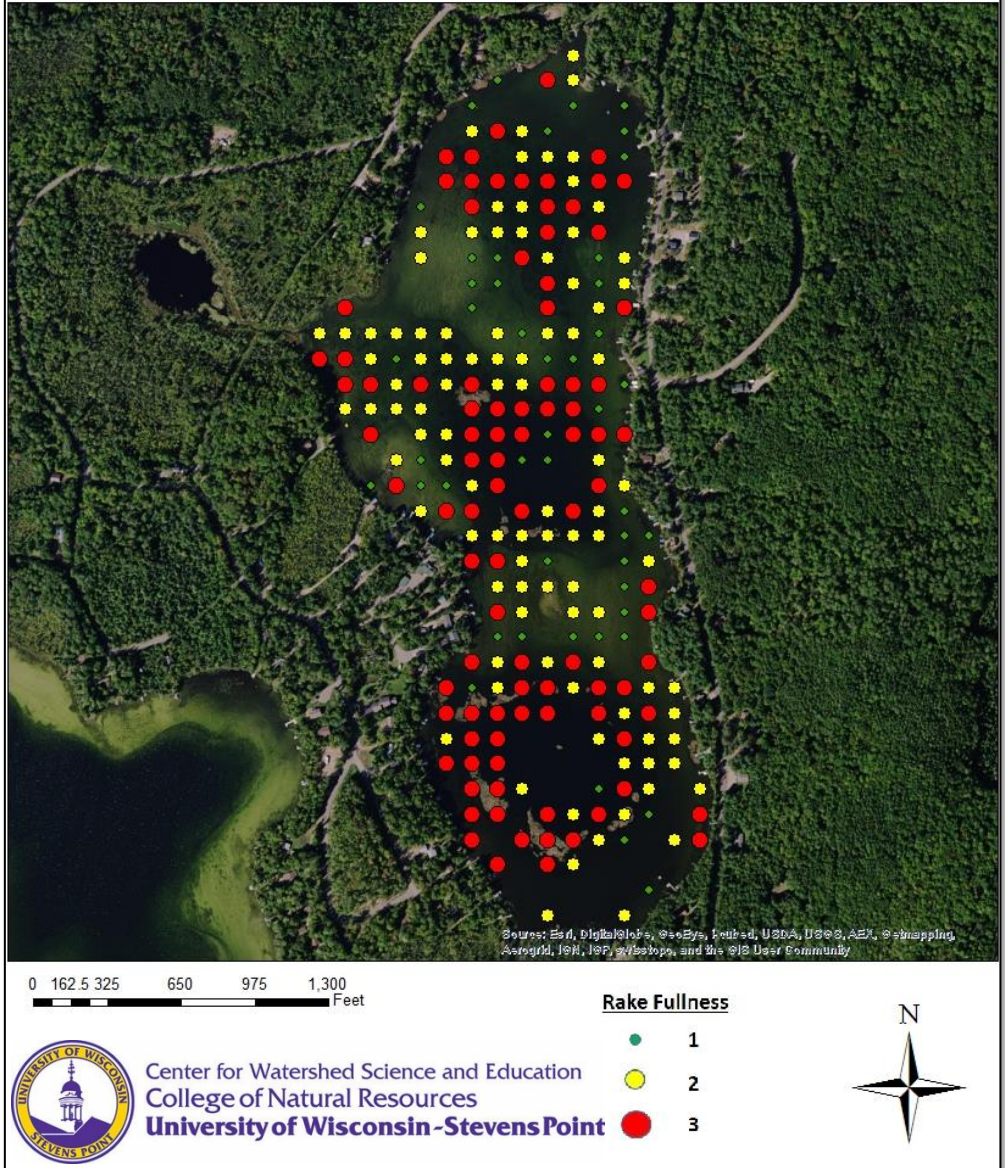 Source: Esri, DigitalGlobe, GeoEye, i-cubed, USDA, USGS, AEX, Getmapping,
Aerogrid, IGN, IGP, swisstopo, and the GIS User Community
0 162.5 325 650 975 1,300
Feet
Rake Fullness
1
2
3
N
UNIVERSITY OF WISCONSIN
STEVENS POINT
Center for Watershed Science and Education
College of Natural Resources
University of Wisconsin-Stevens Point